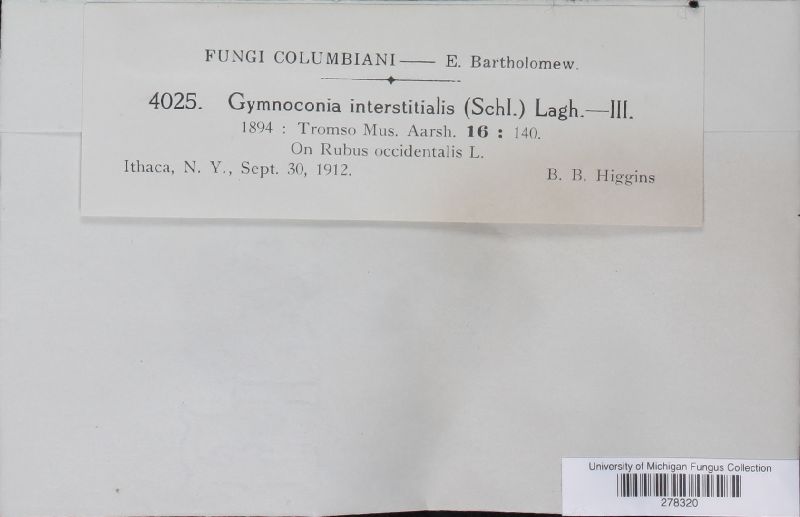 FUNGI COLUMBIANI—— E. Bartholomew.
4025. Gymnoconia interstitialis (Schl.) Lagh.—III.
1894 : Tromso Mus. Aarsh. 16 : 140.
On Rubus occidentalis L.
Ithaca, N. Y., Sept. 30, 1912. B. B. Higgins
University of Michigan Fungus Collection
278320